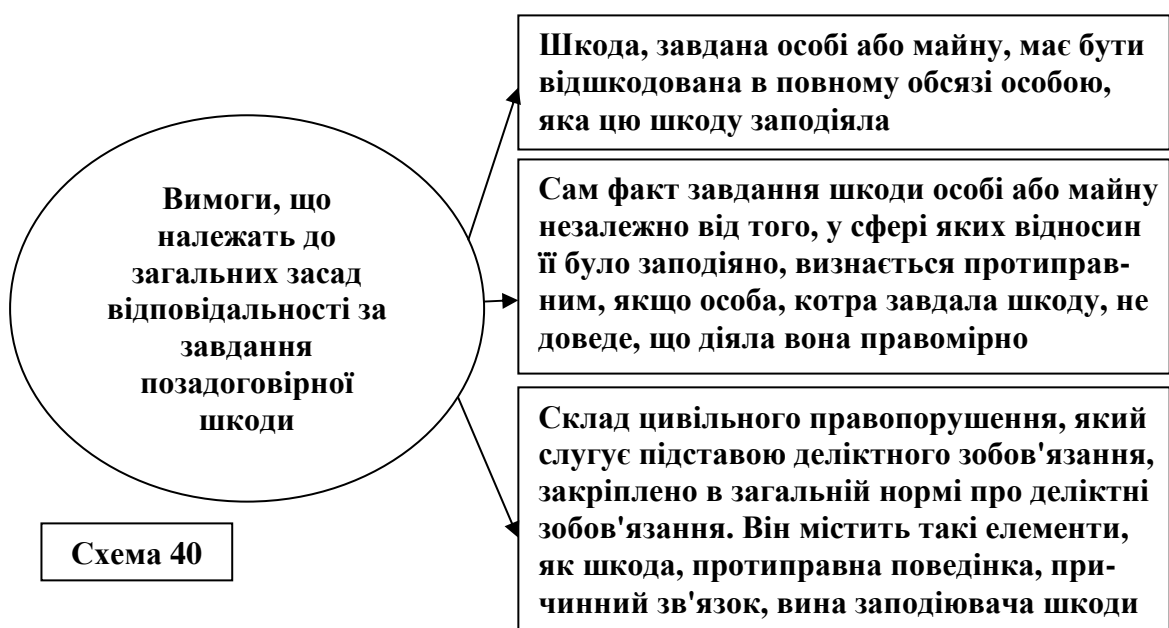 Вимоги, що
належать до
загальних засад
відповідальності за
завдання
позадоговірної
шкоди
Шкода, завдана особі або майну, має бути
відшкодована в повному обсязі особою,
яка цю шкоду заподіяла
Сам факт завдання шкоди особі або майну
незалежно від того, у сфері яких відносин
її було заподіяно, визнається протиправ-
ним, якщо особа, котра завдала шкоду, не
доведе, що діяла вона правомірно
Склад цивільного правопорушення, який
слугує підставою деліктного зобов'язання,
закріплено в загальній нормі про деліктні
зобов'язання. Він містить такі елементи,
як шкода, протиправна поведінка, при-
чинний зв'язок, вина заподіювача шкоди
Схема 40